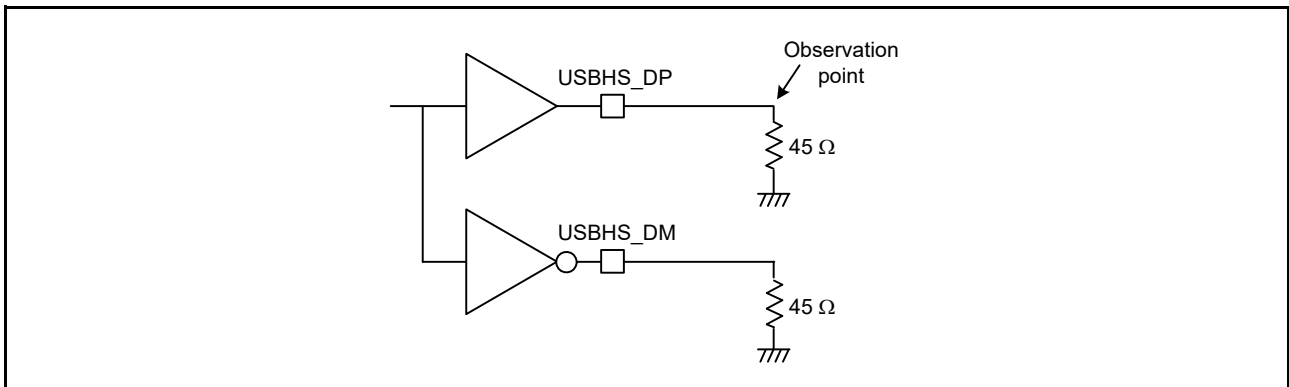 Observation
point
USBHS_DP
45 Ω
USBHS_DM
45 Ω